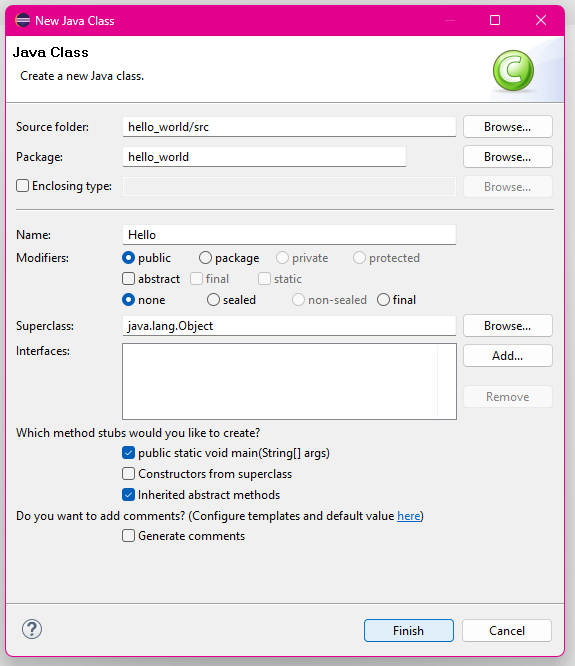 New Java Class
Java Class
Create a new Java class.
Source folder: hello_world/src Browse...
Package: hello_world Browse...
Enclosing type: Browse...
Name: Hello
Modifiers: public package private protected
abstract final static
none sealed non-sealed final
Superclass: java.lang.Object Browse...
Interfaces: Add...
Remove
Which method stubs would you like to create?
public static void main(String[] args)
Constructors from superclass
Inherited abstract methods
Do you want to add comments? (Configure templates and default value here)
Generate comments
? Finish Cancel